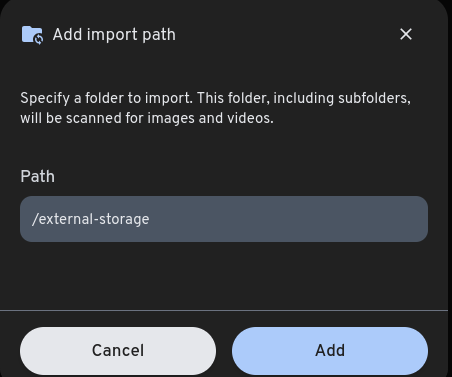 Add import path
Specify a folder to import. This folder, including subfolders,
will be scanned for images and videos.
Path
/external-storage
Cancel
Add